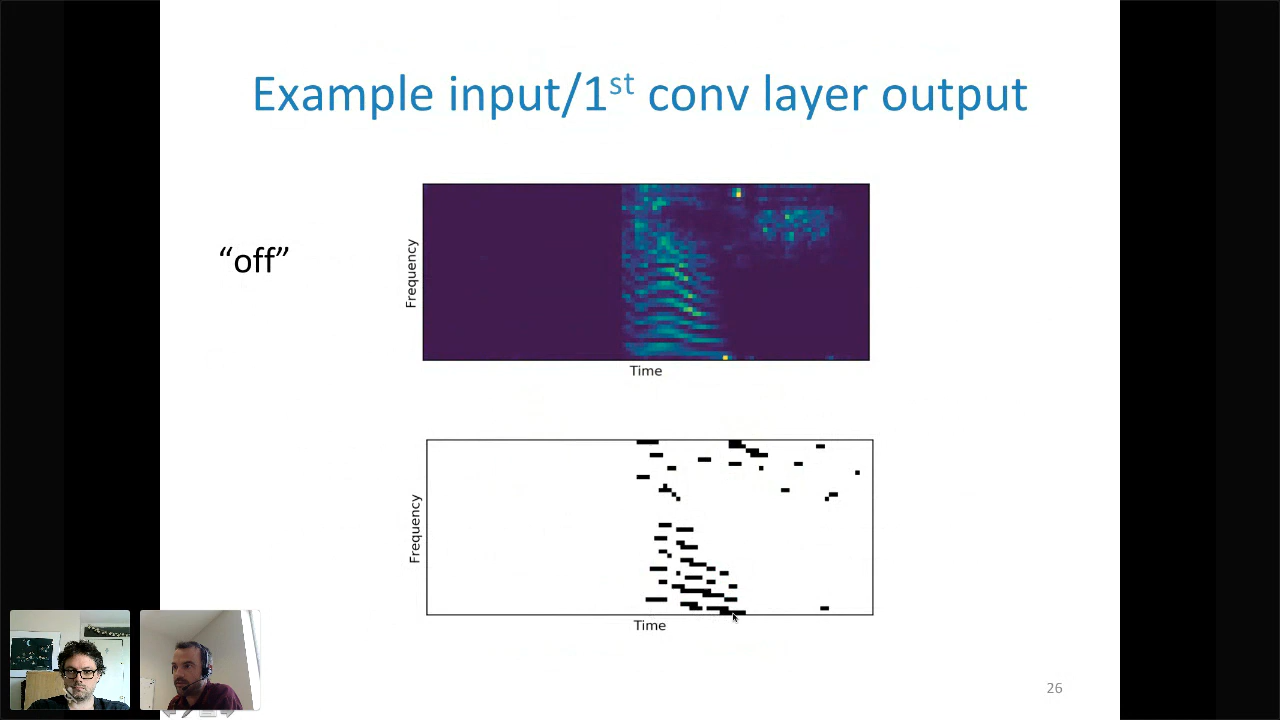 Example input/1st conv layer output
“off”
Frequency
Time
Frequency
Time
26